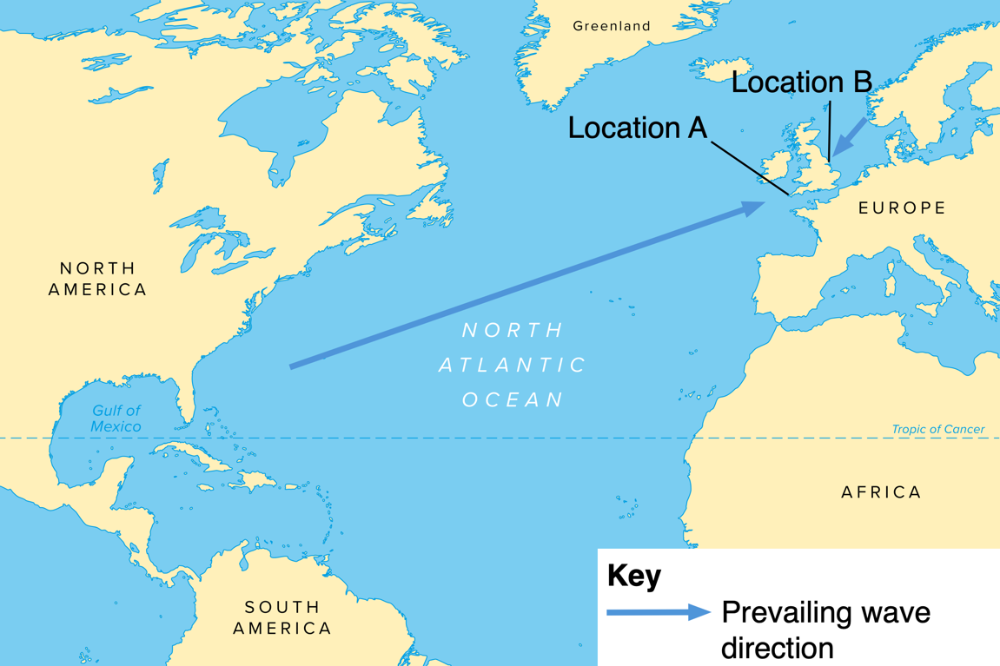 Greenland
Location B
Location A
EUROPE
NORTH
AMERICA
NORTH
ATLANTIC
OCEAN
Gulf of
Mexico
Tropic of Cancer
AFRICA
SOUTH
AMERICA
Key
Prevailing wave
direction